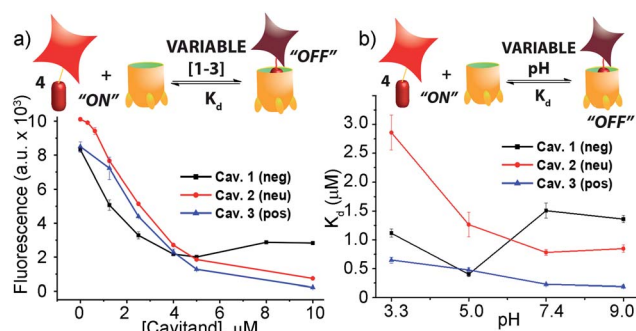 a)
VARIABLE
[1-3]
"OFF"
4
+
"ON"
Kd
Fluorescence (a.u. x 10³)
10
8
6
4
2
0
Cav. 1 (neg)
Cav. 2 (neu)
Cav. 3 (pos)
0 2 4 6 8 10
[Cavitand], μM
b)
VARIABLE
pH
4
+
"ON"
Kd
"OFF"
Kd (μM)
3.0
2.5
2.0
1.5
1.0
0.5
0
Cav. 1 (neg)
Cav. 2 (neu)
Cav. 3 (pos)
3.3 5.0 7.4 9.0
pH